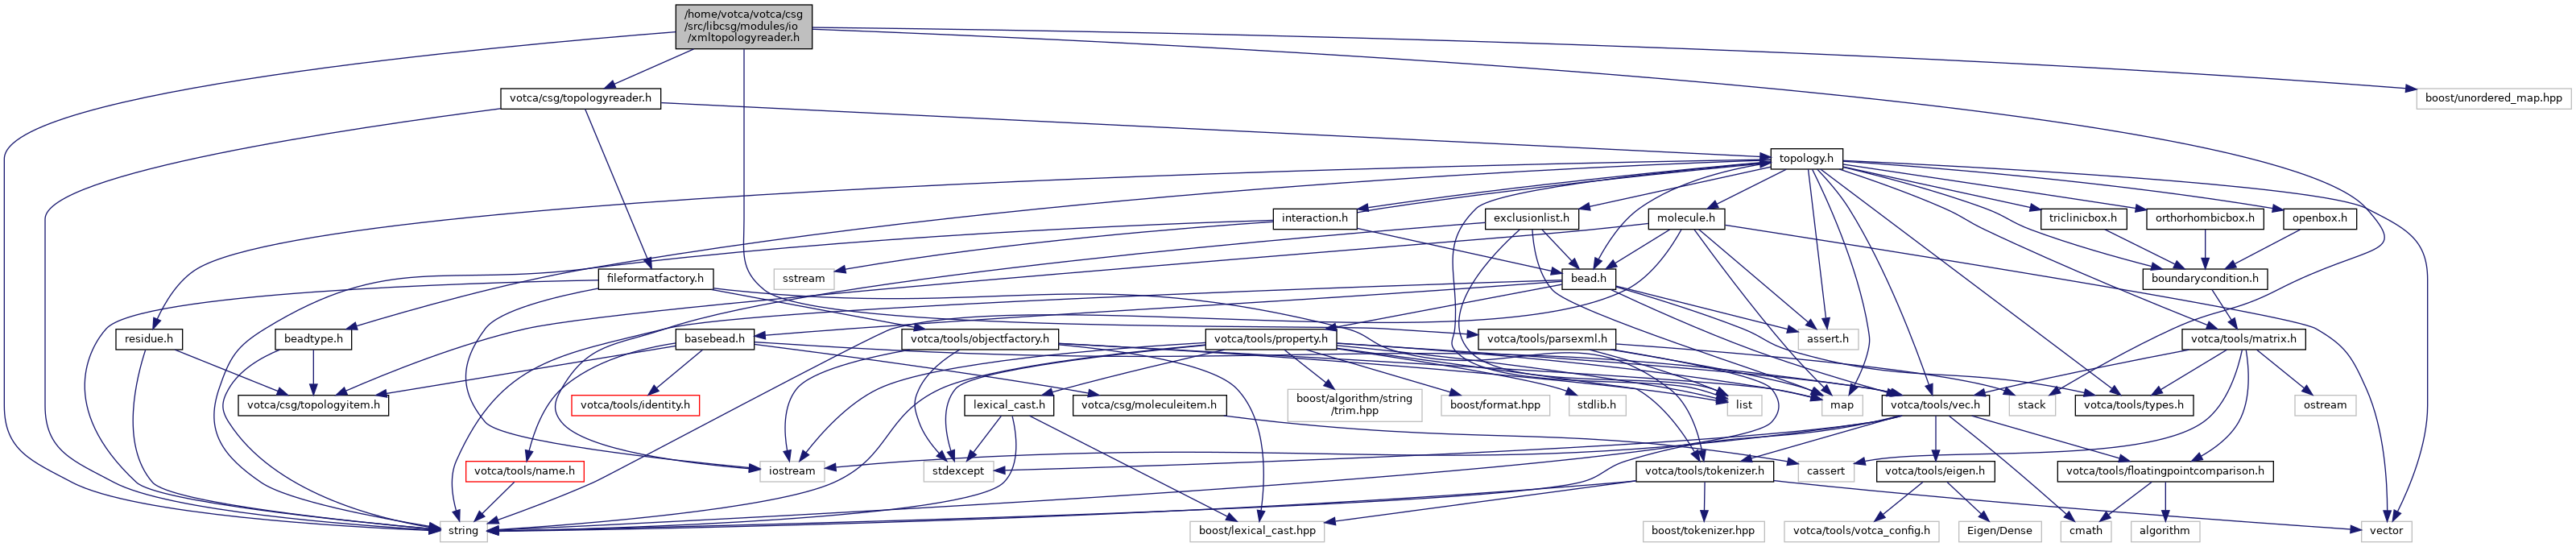 /home/votca/votca/csg
/src/libcsg/modules/io
/xmltopologyreader.h
votca/csg/topologyreader.h
boost/unordered_map.hpp
topology.h
interaction.h
exclusionlist.h
molecule.h
triclinicbox.h
orthorhombicbox.h
openbox.h
sstream
fileformatfactory.h
bead.h
boundarycondition.h
residue.h
beadtype.h
basebead.h
votca/tools/objectfactory.h
votca/tools/property.h
votca/tools/parsexml.h
assert.h
votca/tools/matrix.h
votca/csg/topologyitem.h
votca/tools/identity.h
lexical_cast.h
votca/csg/moleculeitem.h
boost/algorithm/string
/trim.hpp
boost/format.hpp
stdlib.h
list
map
votca/tools/vec.h
stack
votca/tools/types.h
ostream
votca/tools/name.h
iostream
stdexcept
votca/tools/tokenizer.h
cassert
votca/tools/eigen.h
votca/tools/floatingpointcomparison.h
string
boost/lexical_cast.hpp
boost/tokenizer.hpp
votca/tools/votca_config.h
Eigen/Dense
cmath
algorithm
vector